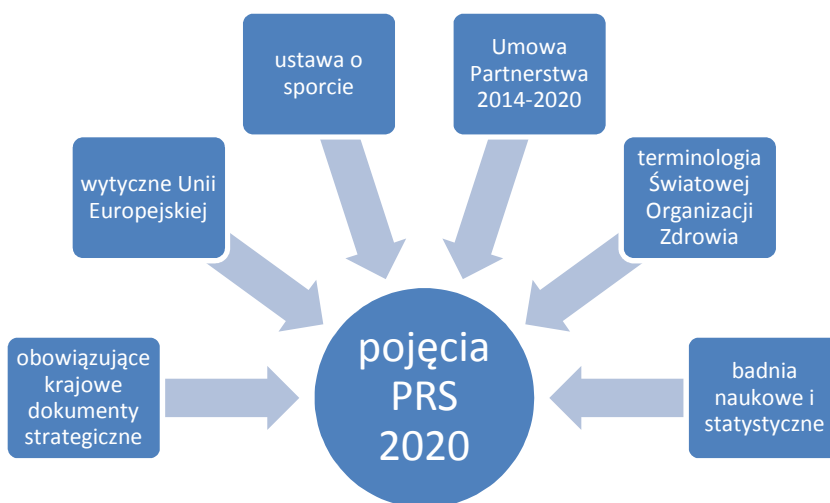 ustawa o
sporcie
Umowa
Partnerstwa
2014-2020
wytyczne Unii
Europejskiej
terminologia
Światowej
Organizacji
Zdrowia
obowiązujące
krajowe
dokumenty
strategiczne
pojęcia
PRS
2020
badnia
naukowe i
statystyczne